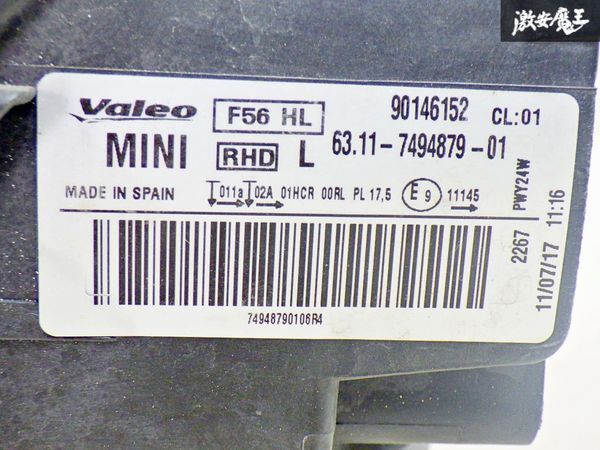 激安魔王
Valeo F56 HL 90146152 CL:01
MINI RHD L 63.11-7494879-01
MADE IN SPAIN 011a 02A 01HCR 00RL PL 17,5 E 9 11145
PWY24W
2267
11/07/17 11:16
74948790106R4